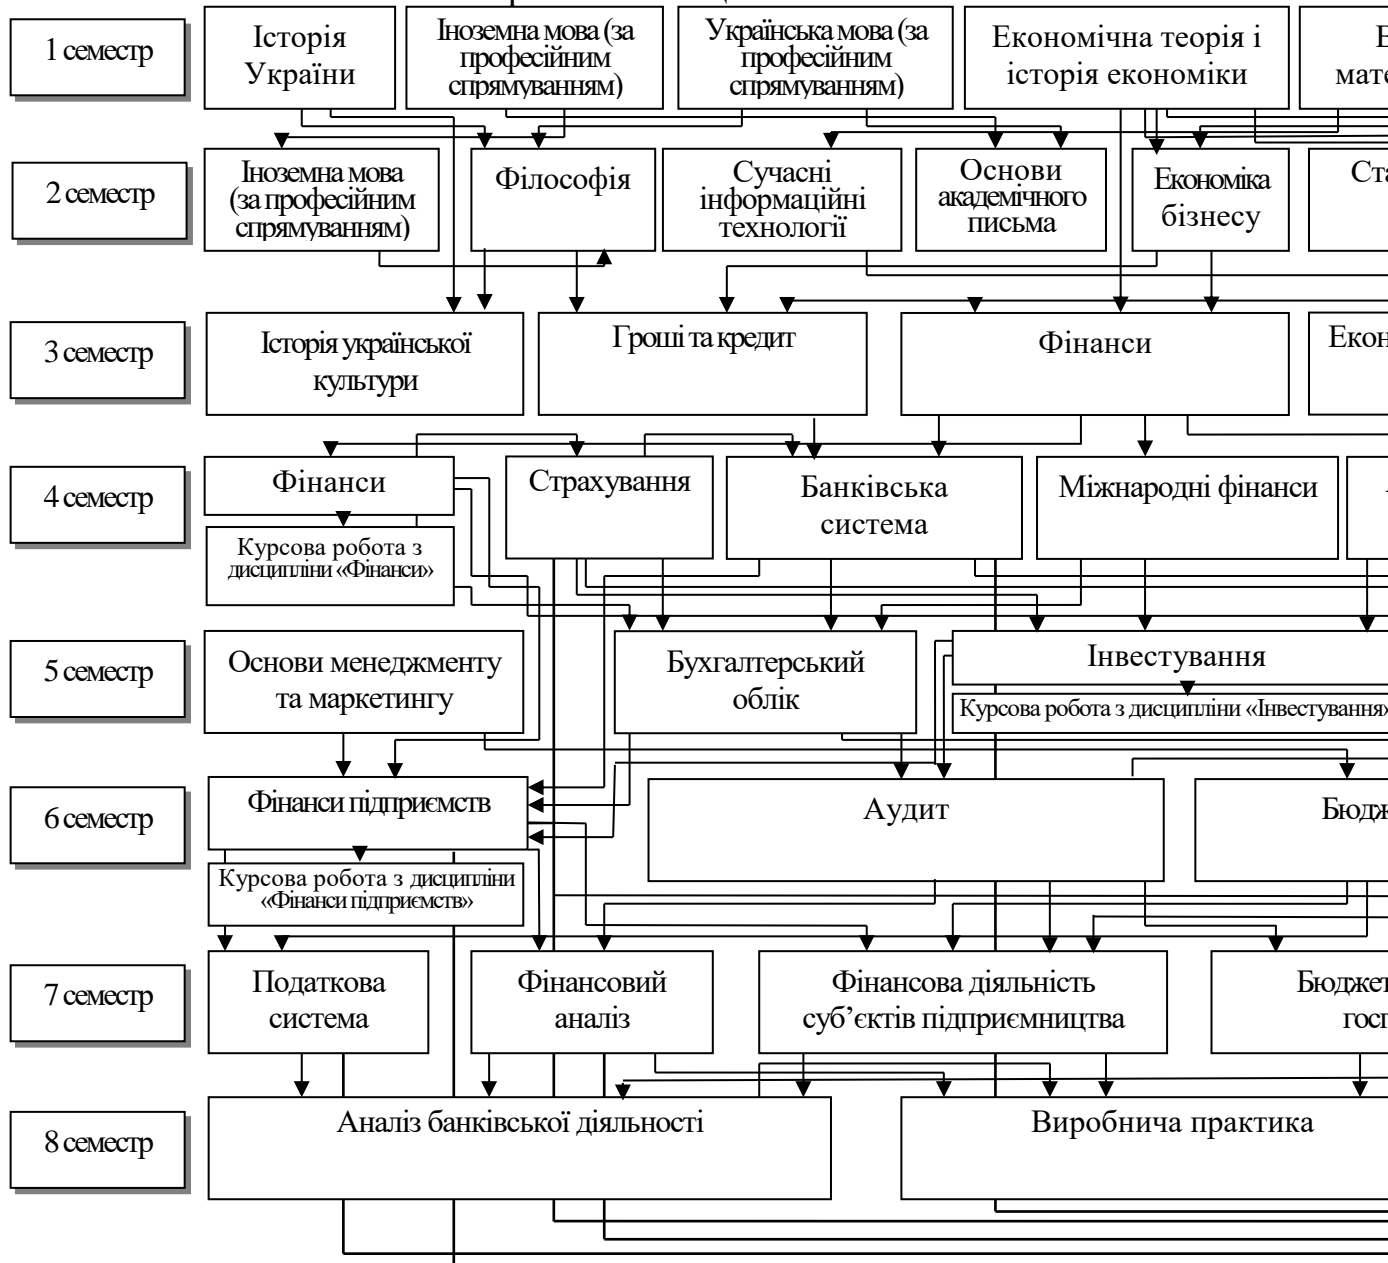 1 семестр
Історія
України
Іноземна мова (за
професійним
спрямуванням)
Українська мова (за
професійним
спрямуванням)
Економічна теорія і
історія економіки
2 семестр
Іноземна мова
(за професійним
спрямуванням)
Філософія
Сучасні
інформаційні
технології
Основи
академічного
письма
Економіка
бізнесу
3 семестр
Історія української
культури
Гроші та кредит
Фінанси
4 семестр
Фінанси
Курсова робота з
дисципліни «Фінанси»
Страхування
Банківська
система
Міжнародні фінанси
5 семестр
Основи менеджменту
та маркетингу
Бухгалтерський
облік
Інвестування
Курсова робота з дисципліни «Інвестування»
6 семестр
Фінанси підприємств
Курсова робота з дисципліни
«Фінанси підприємств»
Аудит
7 семестр
Податкова
система
Фінансовий
аналіз
Фінансова діяльність
суб’єктів підприємництва
8 семестр
Аналіз банківської діяльності
Виробнича практика